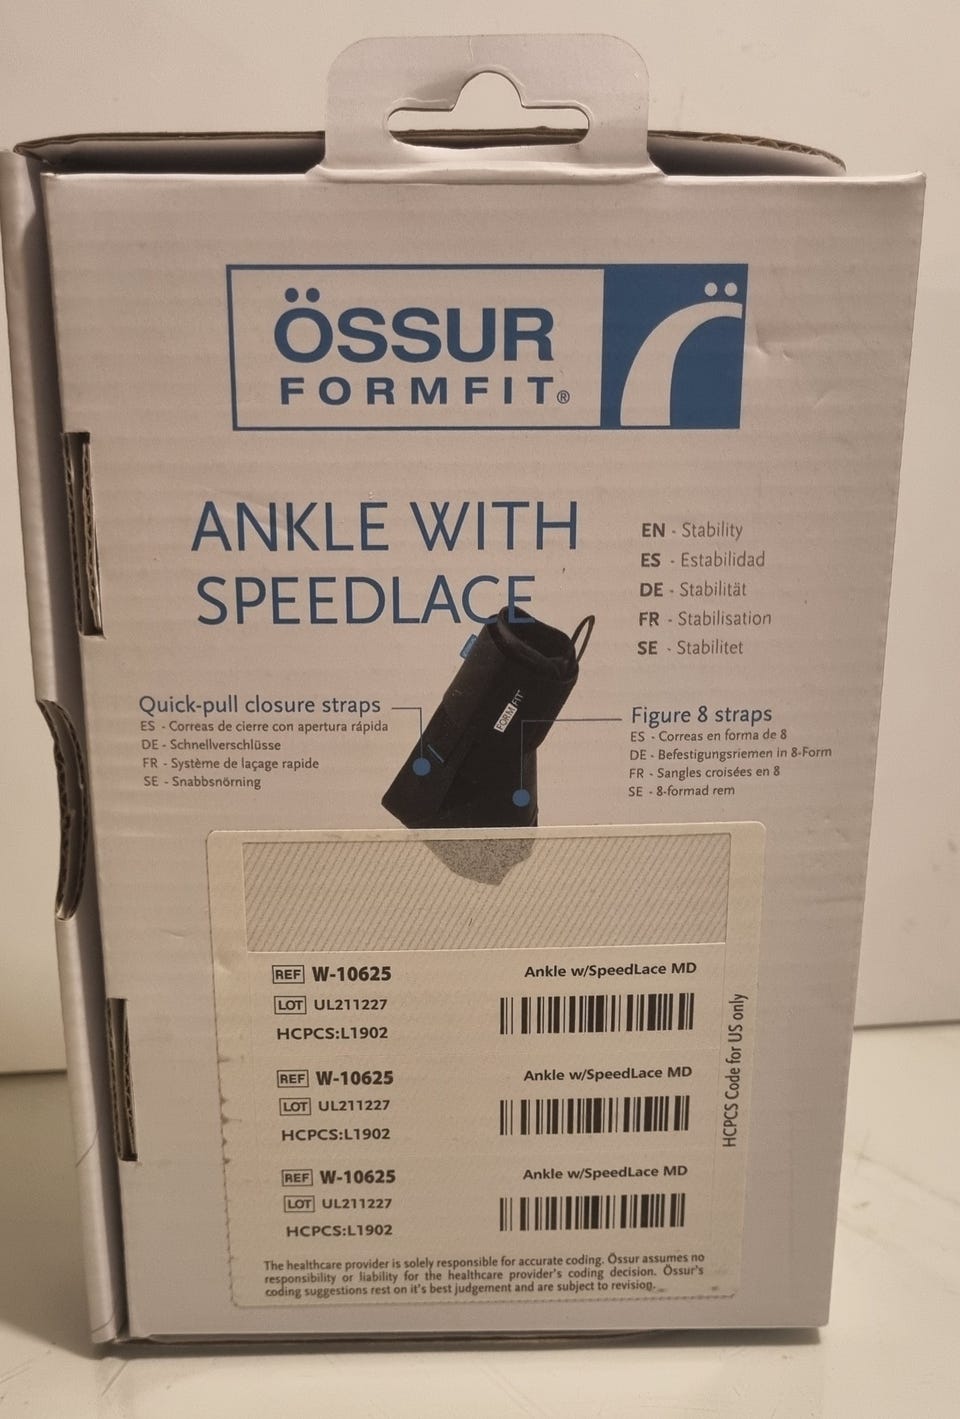 ÖSSUR
FORMFIT®
ANKLE WITH
SPEEDLACE
EN - Stability
ES - Estabilidad
DE - Stabilität
FR - Stabilisation
SE - Stabilitet
Quick-pull closure straps
ES - Correas de cierre con apertura rápida
DE - Schnellverschlüsse
FR - Système de laçage rapide
SE - Snabbsnörning
FORMFIT
Figure 8 straps
ES - Correas en forma de 8
DE - Befestigungsriemen in 8-Form
FR - Sangles croisées en 8
SE - 8-formad rem
REF W-10625
LOT UL211227
HCPCS:L1902
Ankle w/SpeedLace MD
REF W-10625
LOT UL211227
HCPCS:L1902
Ankle w/SpeedLace MD
REF W-10625
LOT UL211227
HCPCS:L1902
Ankle w/SpeedLace MD
HCPCS Code for US only
The healthcare provider is solely responsible for accurate coding. Össur assumes no
responsibility or liability for the healthcare provider's coding decision. Össur's
coding suggestions rest on it's best judgement and are subject to revision.